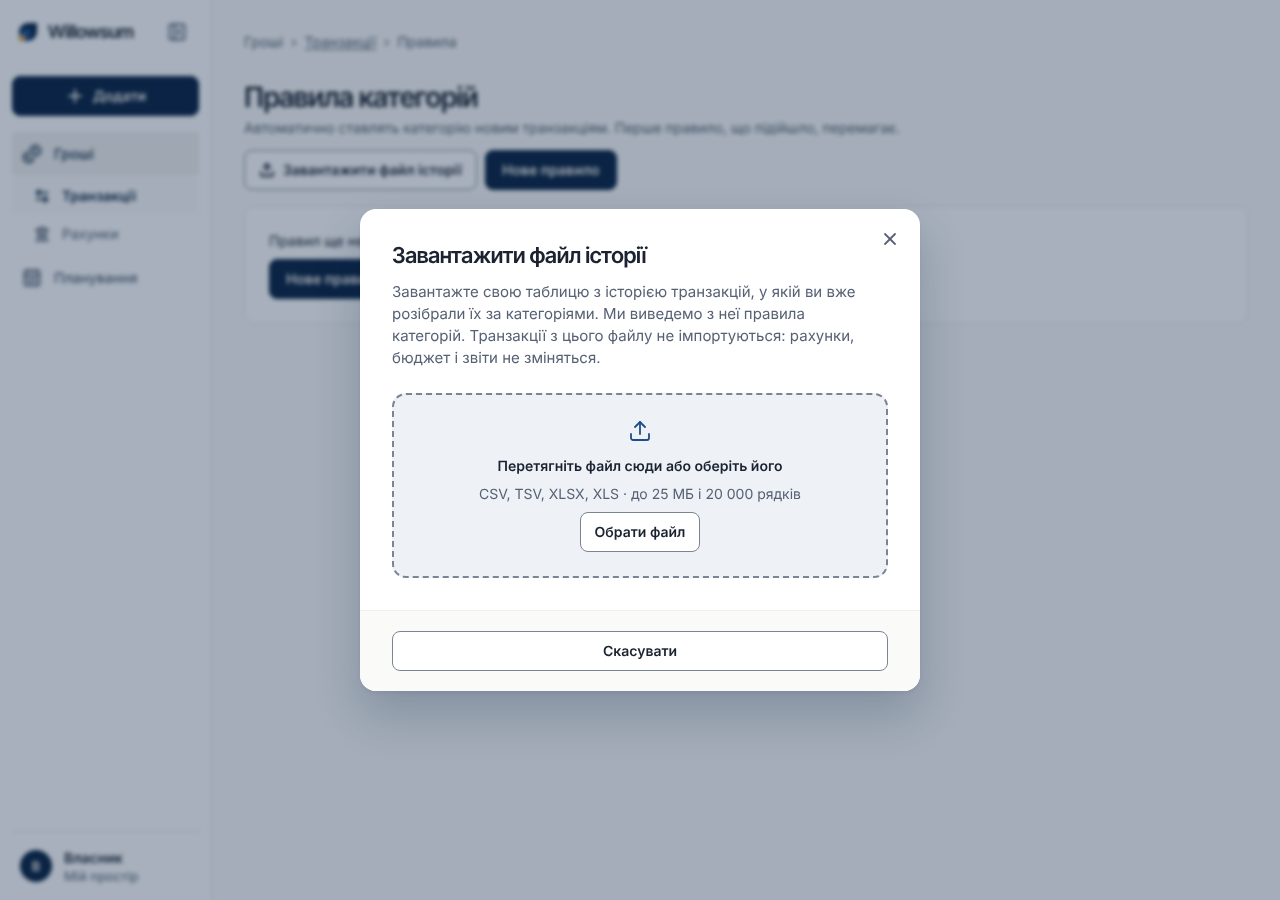 Willowsum
Додати
Гроші
Транзакції
Рахунки
Планування
Власник
Мій простір
Гроші › Транзакції › Правила
Правила категорій
Автоматично ставлять категорію новим транзакціям. Перше правило, що підійшло, перемагає.
Завантажити файл історії
Нове правило
Правил ще
Нове
Завантажити файл історії
Завантажте свою таблицю з історією транзакцій, у якій ви вже
розібрали їх за категоріями. Ми виведемо з неї правила
категорій. Транзакції з цього файлу не імпортуються: рахунки,
бюджет і звіти не зміняться.
Перетягніть файл сюди або оберіть його
CSV, TSV, XLSX, XLS · до 25 МБ і 20 000 рядків
Обрати файл
Скасувати